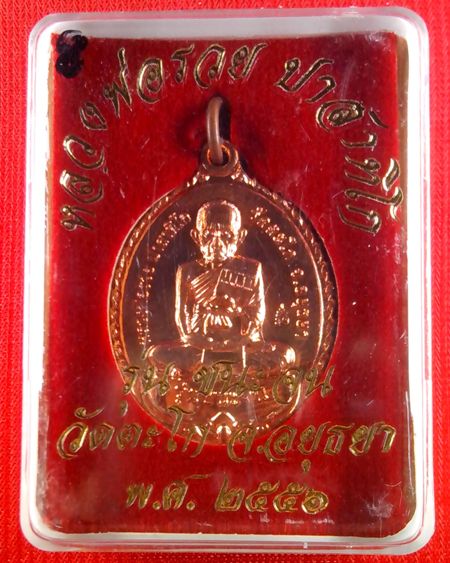 หลวงพ่อรวย ปาสาทิโก
รุ่น ชนะจน
วัดตะโก จ.อยุธยา
พ.ศ. ๒๕๕๖